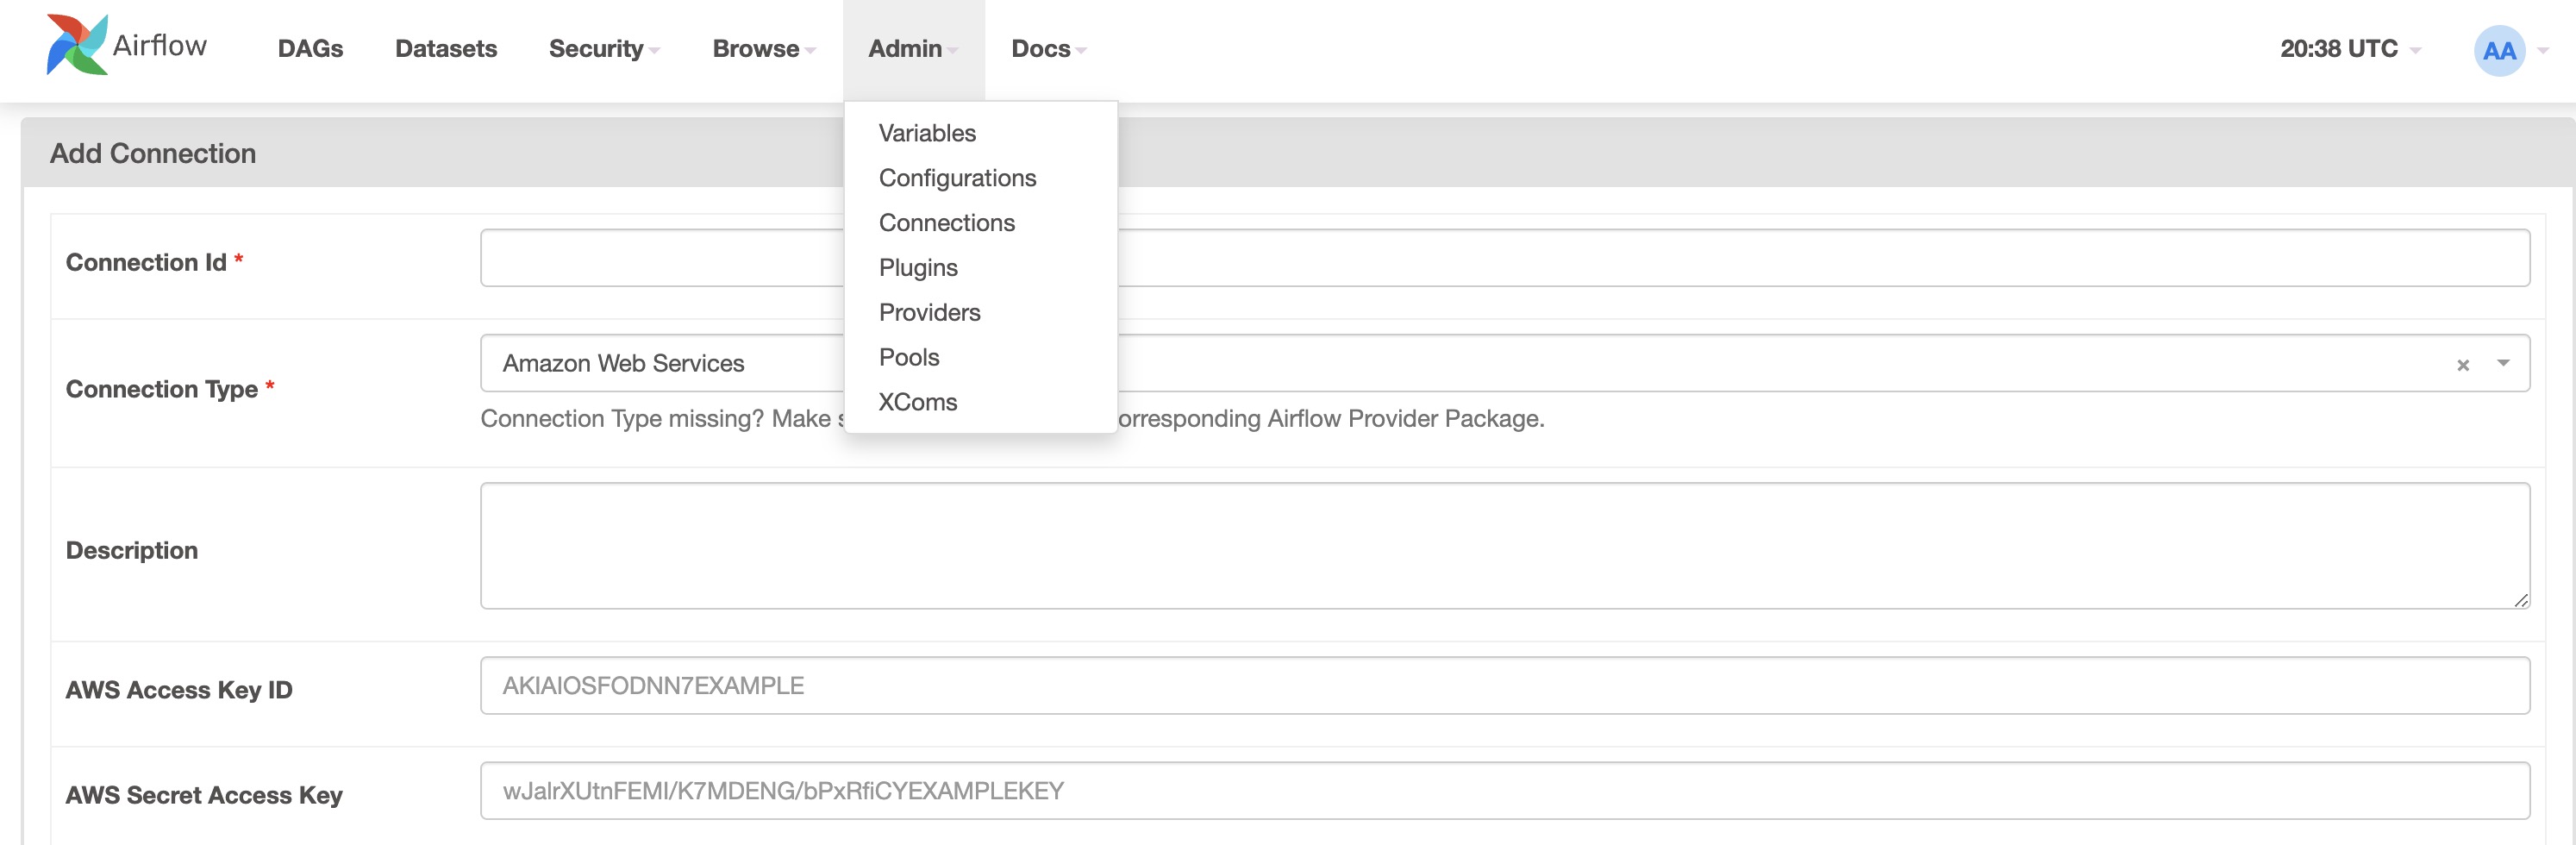 Airflow DAGs Datasets Security Browse Admin Docs 20:38 UTC AA
Variables
Configurations
Connections
Plugins
Providers
Pools
XComs
Add Connection
Connection Id *
Connection Type * Amazon Web Services ×
Connection Type missing? Make orresponding Airflow Provider Package.
Description
AWS Access Key ID AKIAIOSFODNN7EXAMPLE
AWS Secret Access Key wJalrXUtnFEMI/K7MDENG/bPxRfiCYEXAMPLEKEY